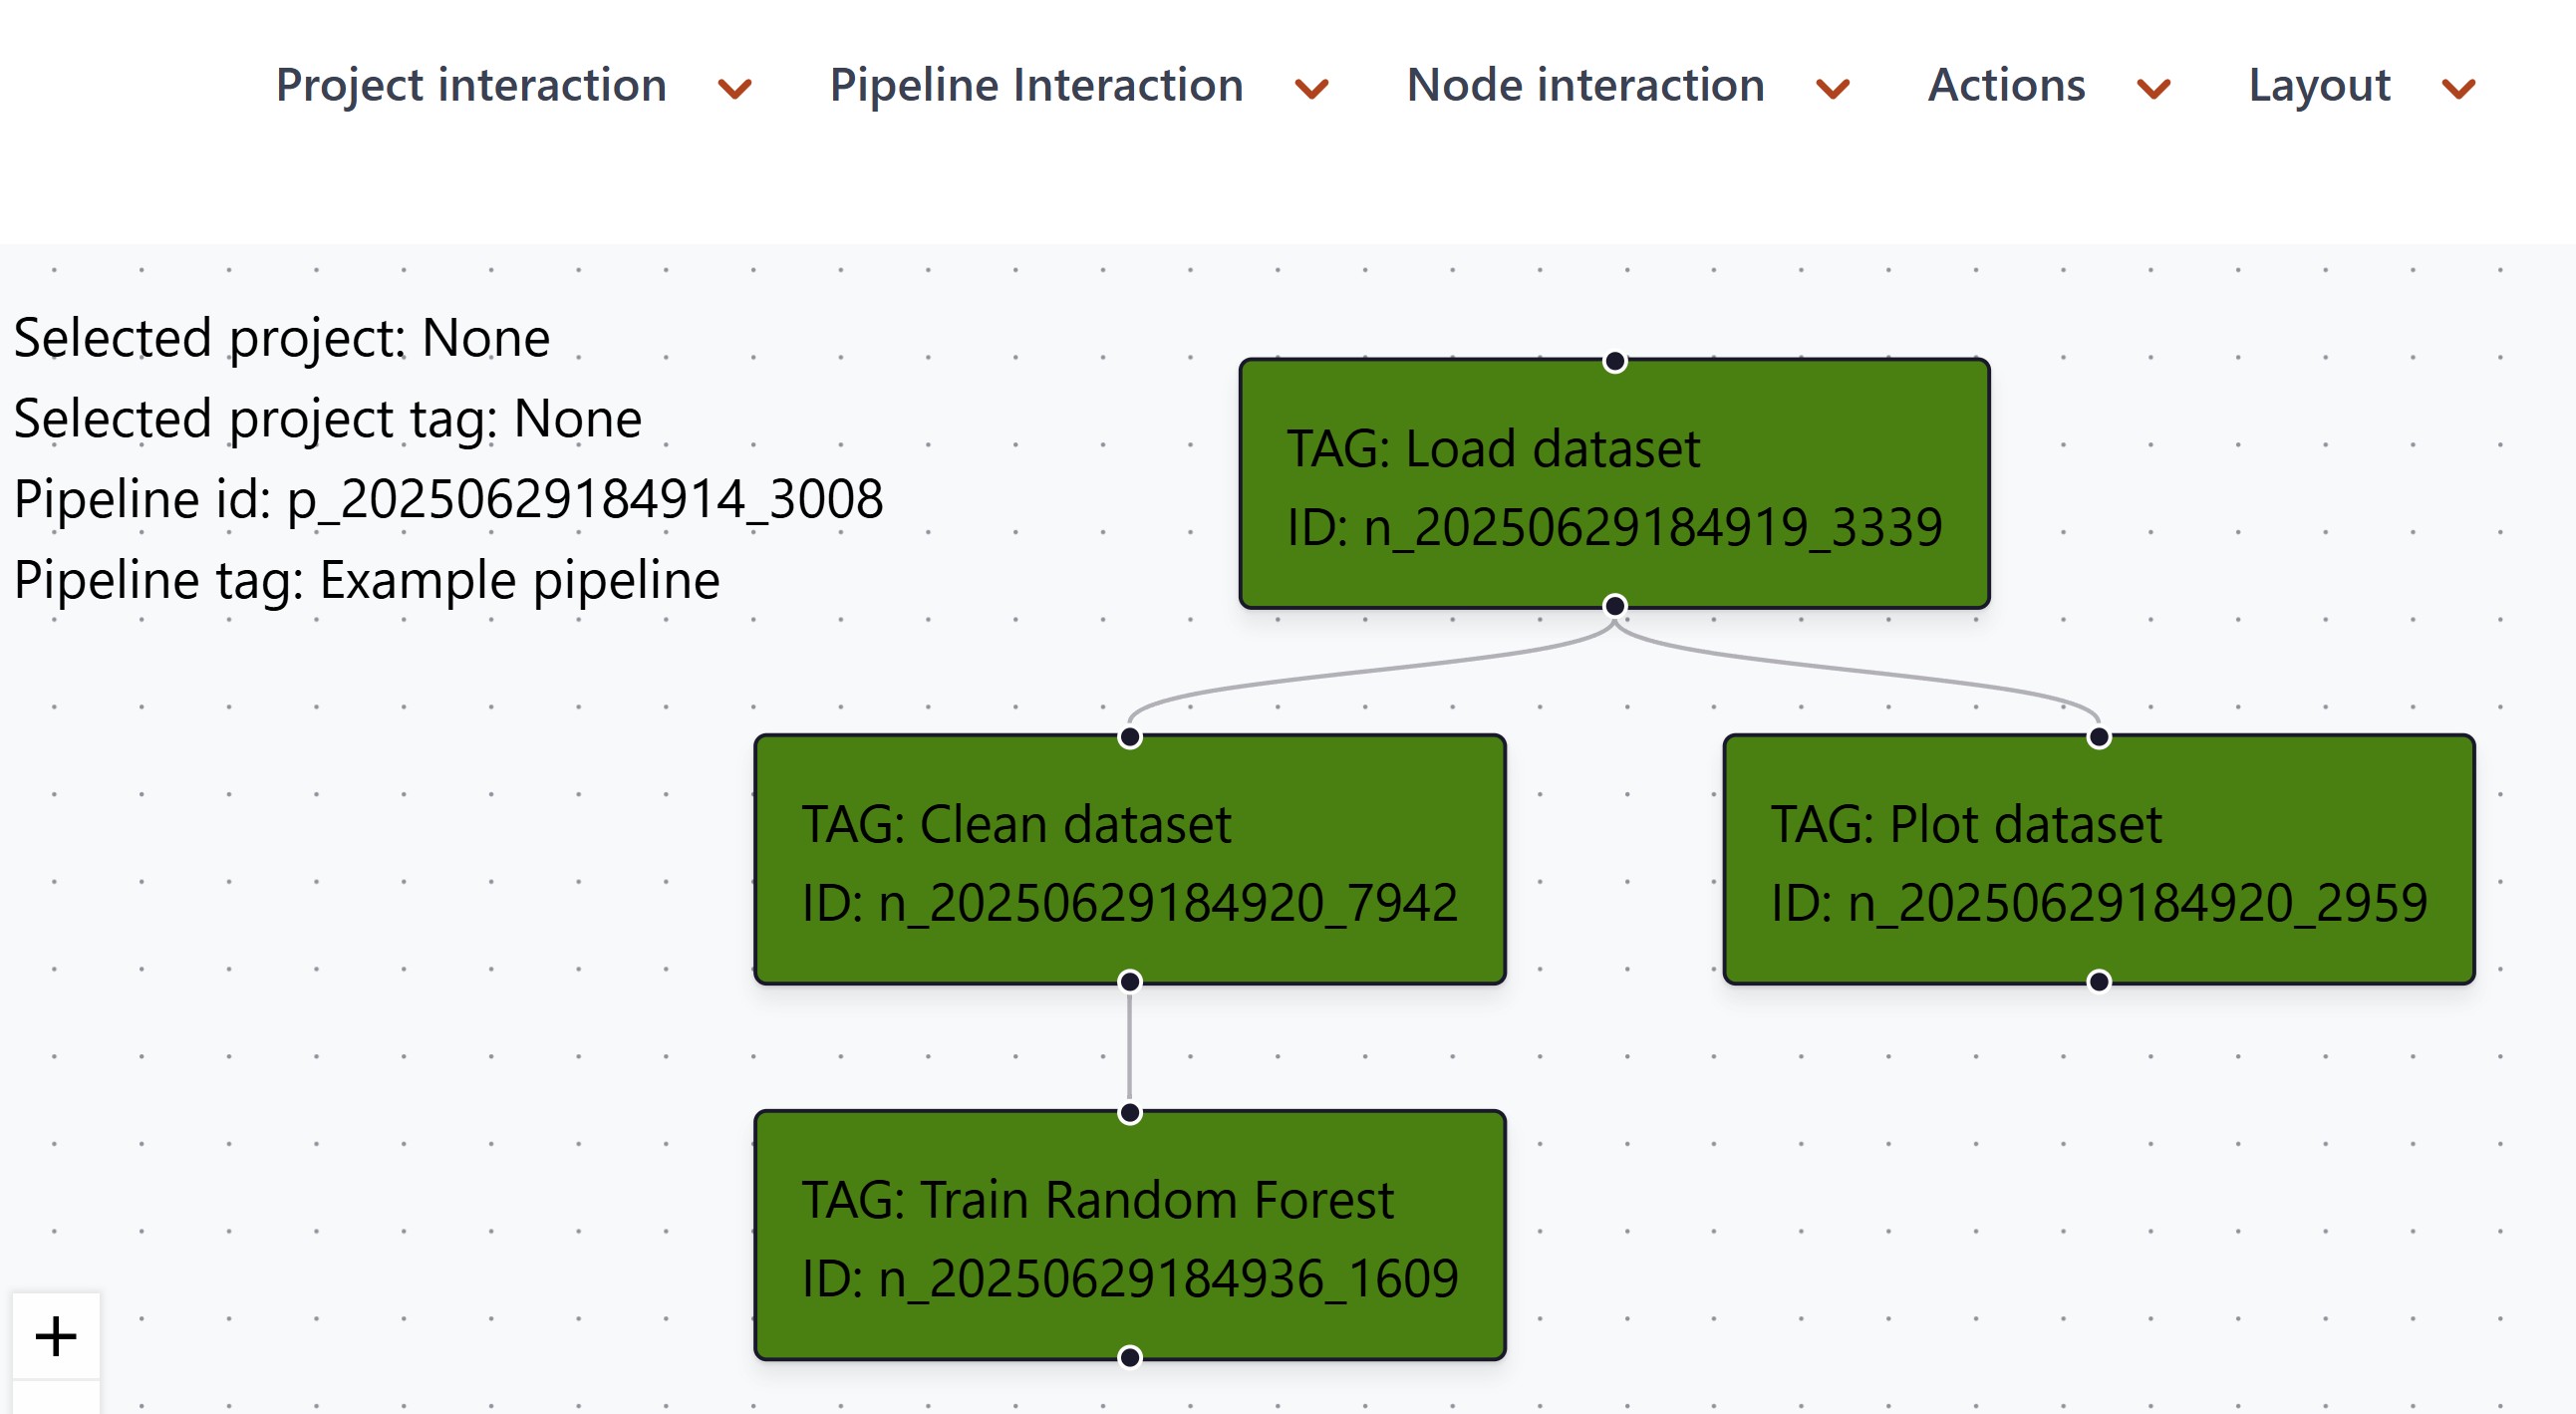 Project interaction Pipeline Interaction Node interaction Actions Layout
Selected project: None
Selected project tag: None
Pipeline id: p_20250629184914_3008
Pipeline tag: Example pipeline
TAG: Load dataset
ID: n_20250629184919_3339
TAG: Clean dataset
ID: n_20250629184920_7942
TAG: Plot dataset
ID: n_20250629184920_2959
TAG: Train Random Forest
ID: n_20250629184936_1609